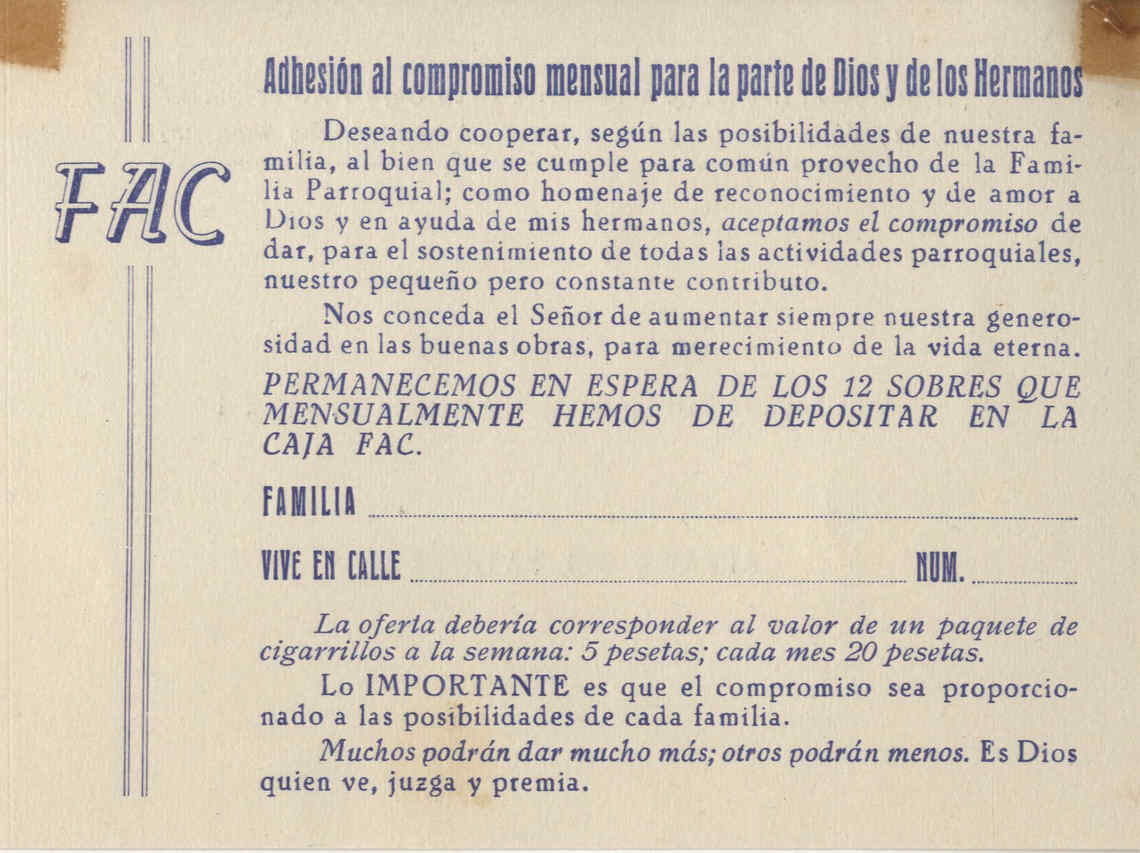 Adhesión al compromiso mensual para la parte de Dios y de los Hermanos
FAC
Deseando cooperar, según las posibilidades de nuestra fa-
milia, al bien que se cumple para común provecho de la Fami-
lia Parroquial; como homenaje de reconocimiento y de amor a
Dios y en ayuda de mis hermanos, aceptamos el compromiso de
dar, para el sostenimiento de todas las actividades parroquiales,
nuestro pequeño pero constante contributo.
Nos conceda el Señor de aumentar siempre nuestra genero-
sidad en las buenas obras, para merecimiento de la vida eterna.
PERMANECEMOS EN ESPERA DE LOS 12 SOBRES QUE
MENSUALMENTE HEMOS DE DEPOSITAR EN LA
CAJA FAC.
FAMILIA
VIVE EN CALLE NUM.
La oferta debería corresponder al valor de un paquete de
cigarrillos a la semana: 5 pesetas; cada mes 20 pesetas.
Lo IMPORTANTE es que el compromiso sea proporcio-
nado a las posibilidades de cada familia.
Muchos podrán dar mucho más; otros podrán menos. Es Dios
quien ve, juzga y premia.